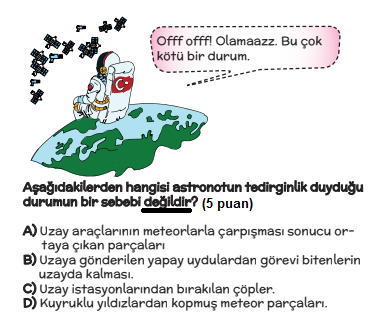 Offf offf! Olamaazz. Bu çok
kötü bir durum.
Aşağıdakilerden hangisi astronotun tedirginlik duyduğu
durumun bir sebebi değildir? (5 puan)
A) Uzay araçlarının meteorlarla çarpışması sonucu or-
taya çıkan parçaları
B) Uzaya gönderilen yapay uydulardan görevi bitenlerin
uzayda kalması.
C) Uzay istasyonlarından bırakılan çöpler.
D) Kuyruklu yıldızlardan kopmuş meteor parçaları.